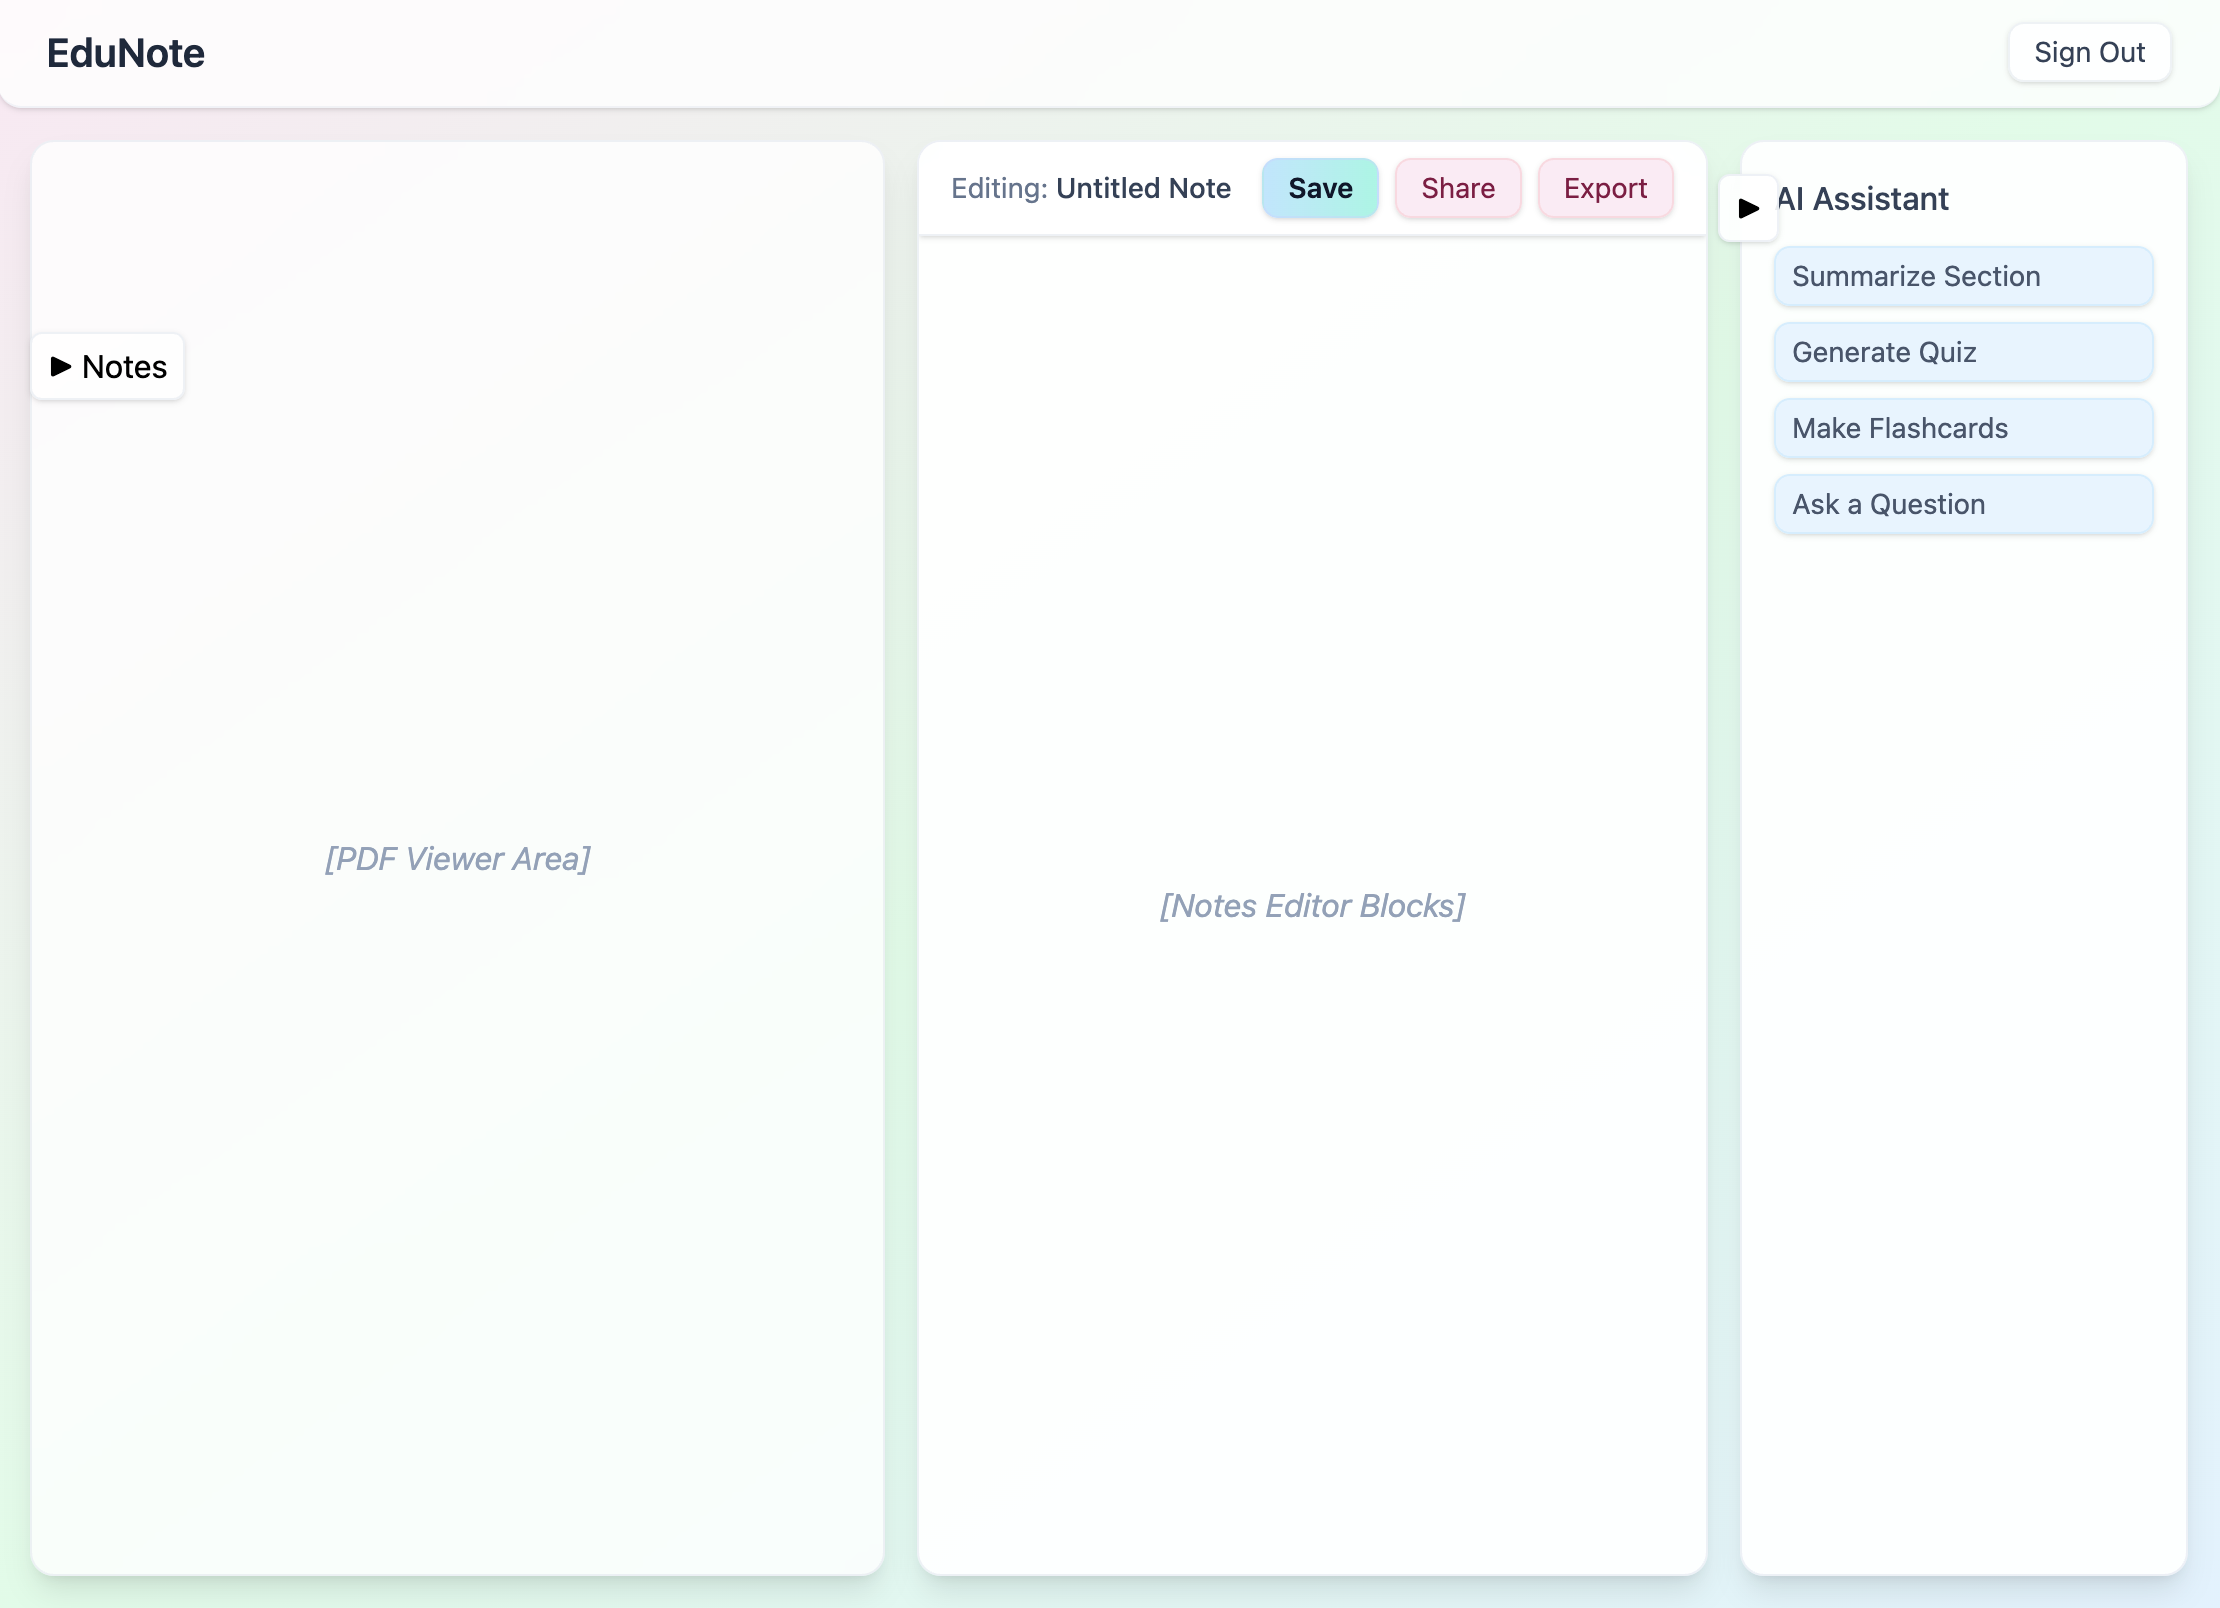 EduNote
Sign Out
▶ Notes
[PDF Viewer Area]
Editing: Untitled Note
Save
Share
Export
[Notes Editor Blocks]
▶
AI Assistant
Summarize Section
Generate Quiz
Make Flashcards
Ask a Question